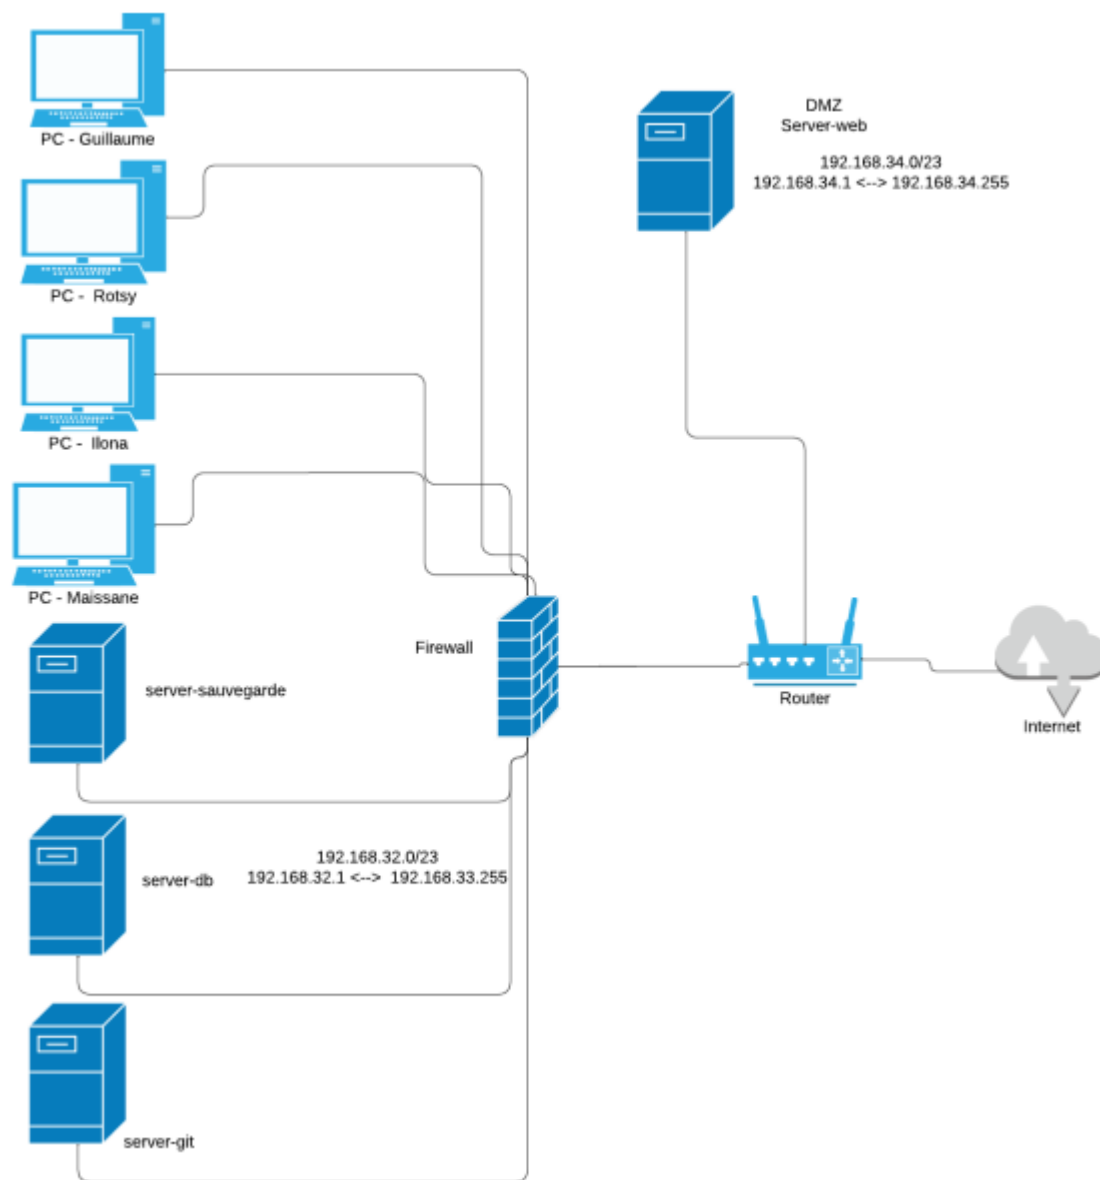 PC - Guillaume
DMZ
Server-web
192.168.34.0/23
192.168.34.1 <--> 192.168.34.255
PC - Rotsy
PC - Ilona
PC - Maissane
Firewall
server-sauvegarde
Router
Internet
192.168.32.0/23
server-db
192.168.32.1 <--> 192.168.33.255
server-git